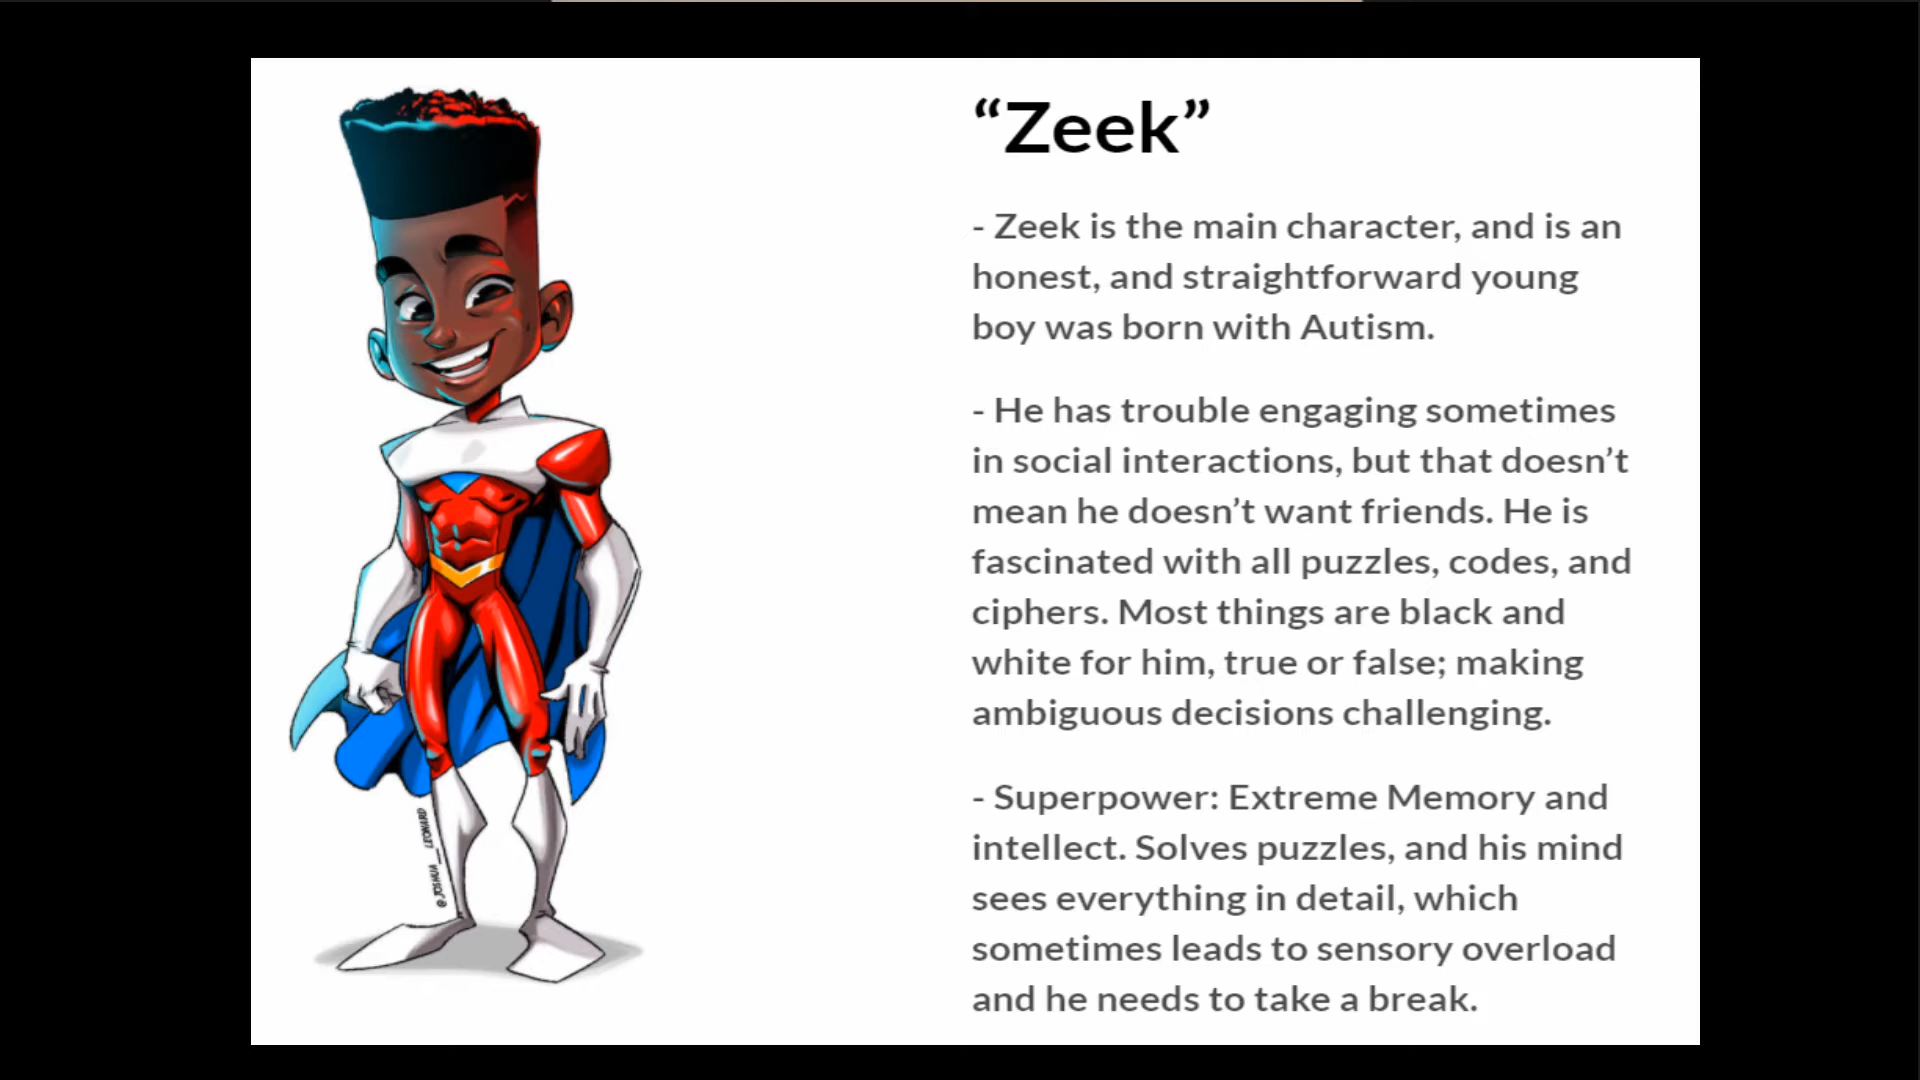 “Zeek”
- Zeek is the main character, and is an
honest, and straightforward young
boy was born with Autism.
- He has trouble engaging sometimes
in social interactions, but that doesn’t
mean he doesn’t want friends. He is
fascinated with all puzzles, codes, and
ciphers. Most things are black and
white for him, true or false; making
ambiguous decisions challenging.
- Superpower: Extreme Memory and
intellect. Solves puzzles, and his mind
sees everything in detail, which
sometimes leads to sensory overload
and he needs to take a break.
@JOSHUA__LEONARD